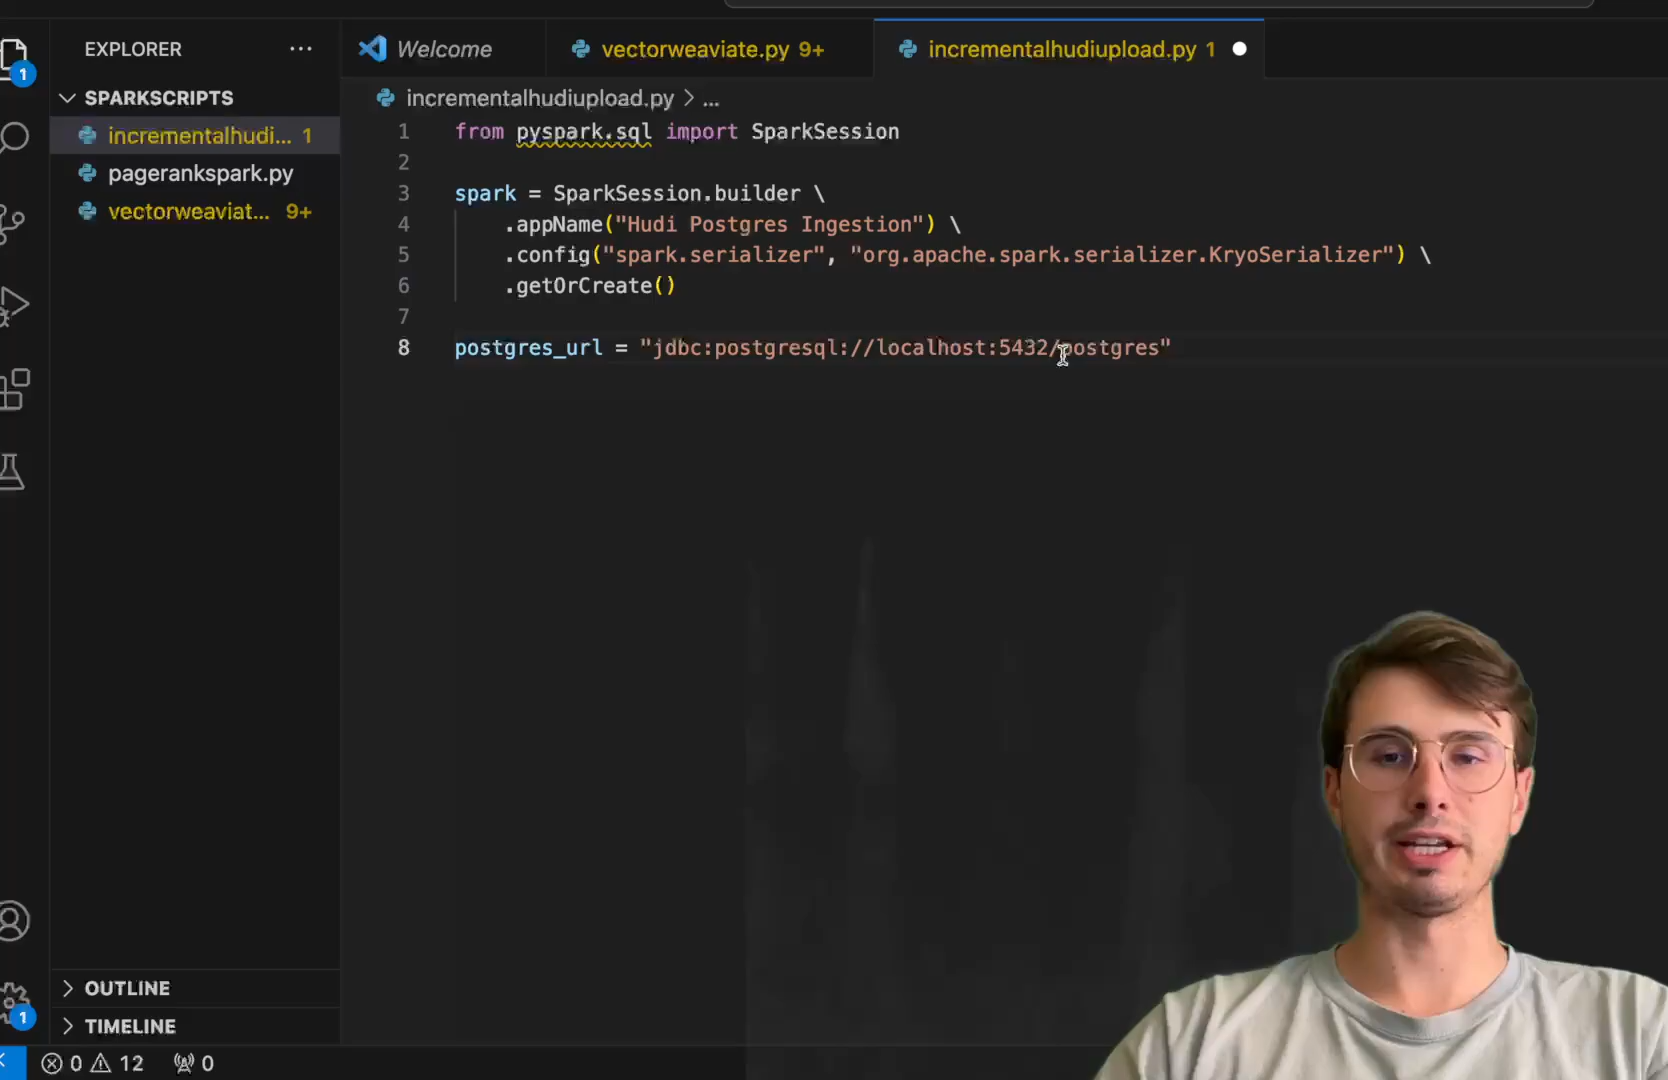 EXPLORER
Welcome
vectorweaviate.py 9+
incrementalhudiupload.py 1
1
SPARKSCRIPTS
incrementalhudi... 1
pagerankspark.py
vectorweaviat... 9+
incrementalhudiupload.py > ...
1 from pyspark.sql import SparkSession
2
3 spark = SparkSession.builder \
4 .appName("Hudi Postgres Ingestion") \
5 .config("spark.serializer", "org.apache.spark.serializer.KryoSerializer") \
6 .getOrCreate()
7
8 postgres_url = "jdbc:postgresql://localhost:5432/postgres"
OUTLINE
1
TIMELINE
0 12 0